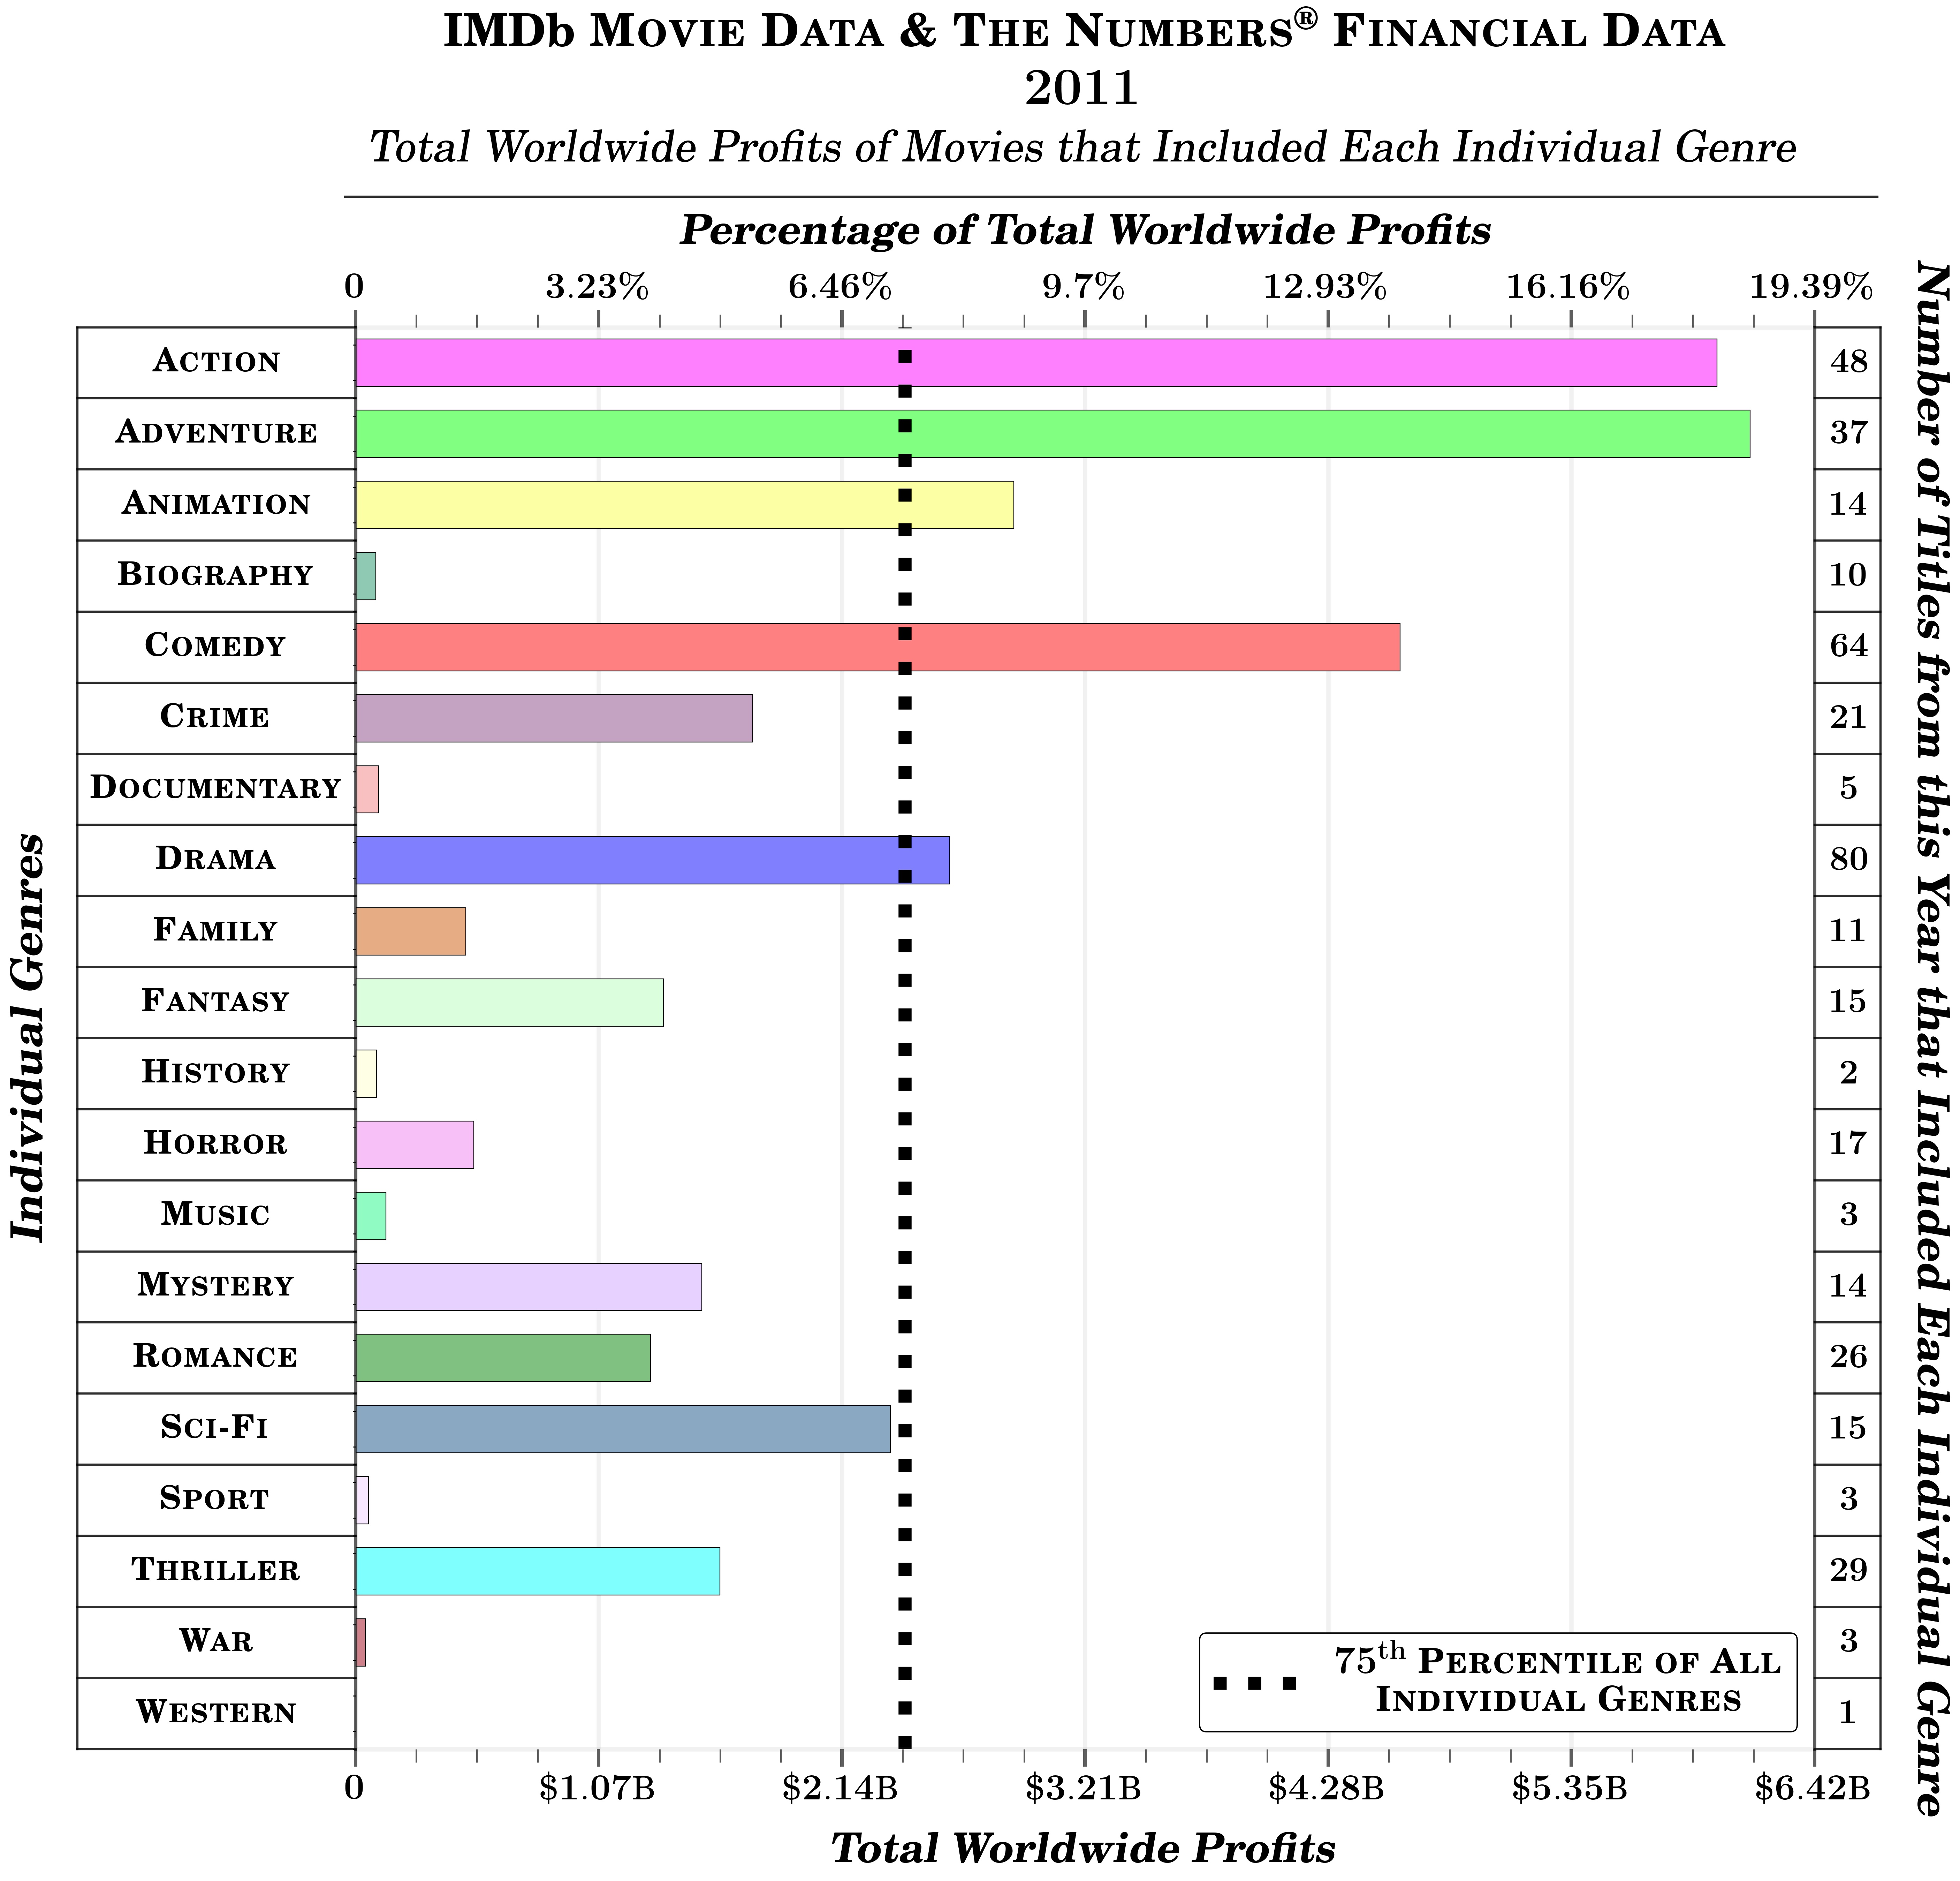 IMDb MOVIE DATA & THE NUMBERS® FINANCIAL DATA
2011
Total Worldwide Profits of Movies that Included Each Individual Genre
Percentage of Total Worldwide Profits
0 3.23% 6.46% 9.7% 12.93% 16.16% 19.39%
Individual Genres
ACTION 48
ADVENTURE 37
ANIMATION 14
BIOGRAPHY 10
COMEDY 64
CRIME 21
DOCUMENTARY 5
DRAMA 80
FAMILY 11
FANTASY 15
HISTORY 2
HORROR 17
MUSIC 3
MYSTERY 14
ROMANCE 26
SCI-FI 15
SPORT 3
THRILLER 29
WAR 3
WESTERN 1
Number of Titles from this Year that Included Each Individual Genre
75th PERCENTILE OF ALL
INDIVIDUAL GENRES
0 $1.07B $2.14B $3.21B $4.28B $5.35B $6.42B
Total Worldwide Profits